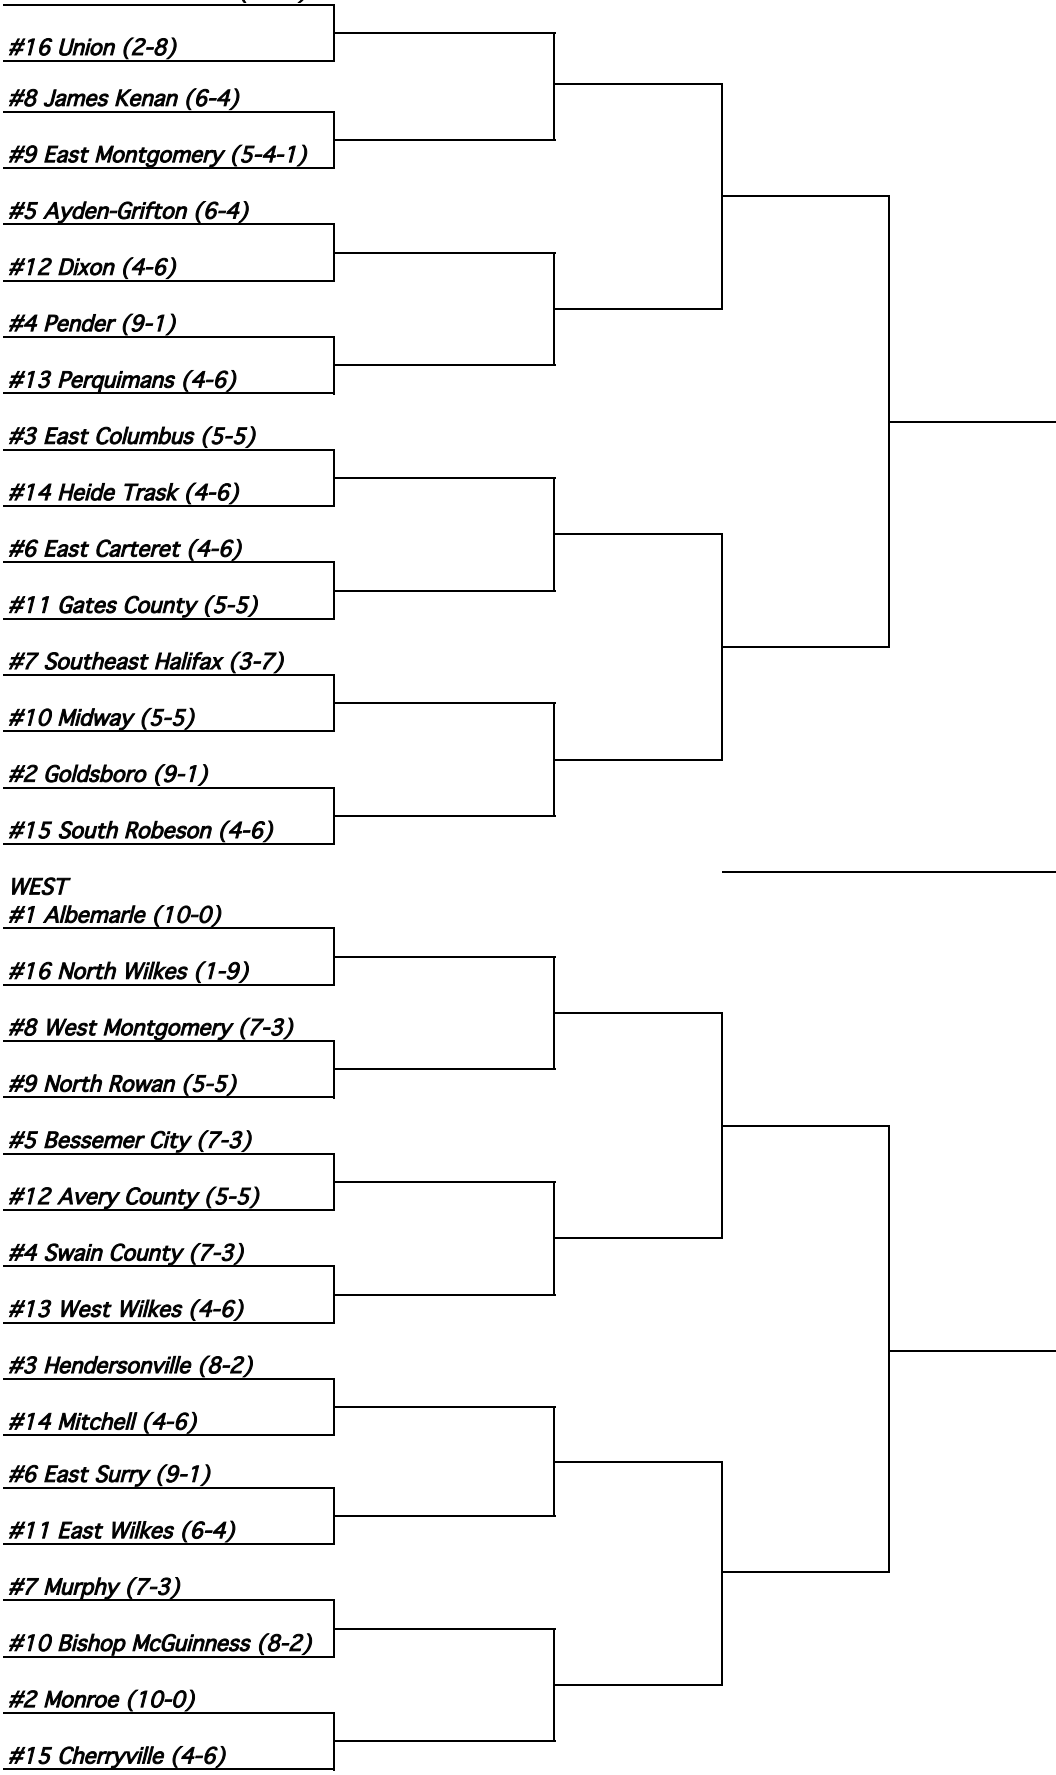 #16 Union (2-8)
#8 James Kenan (6-4)
#9 East Montgomery (5-4-1)
#5 Ayden-Grifton (6-4)
#12 Dixon (4-6)
#4 Pender (9-1)
#13 Perquimans (4-6)
#3 East Columbus (5-5)
#14 Heide Trask (4-6)
#6 East Carteret (4-6)
#11 Gates County (5-5)
#7 Southeast Halifax (3-7)
#10 Midway (5-5)
#2 Goldsboro (9-1)
#15 South Robeson (4-6)
WEST
#1 Albemarle (10-0)
#16 North Wilkes (1-9)
#8 West Montgomery (7-3)
#9 North Rowan (5-5)
#5 Bessemer City (7-3)
#12 Avery County (5-5)
#4 Swain County (7-3)
#13 West Wilkes (4-6)
#3 Hendersonville (8-2)
#14 Mitchell (4-6)
#6 East Surry (9-1)
#11 East Wilkes (6-4)
#7 Murphy (7-3)
#10 Bishop McGuinness (8-2)
#2 Monroe (10-0)
#15 Cherryville (4-6)